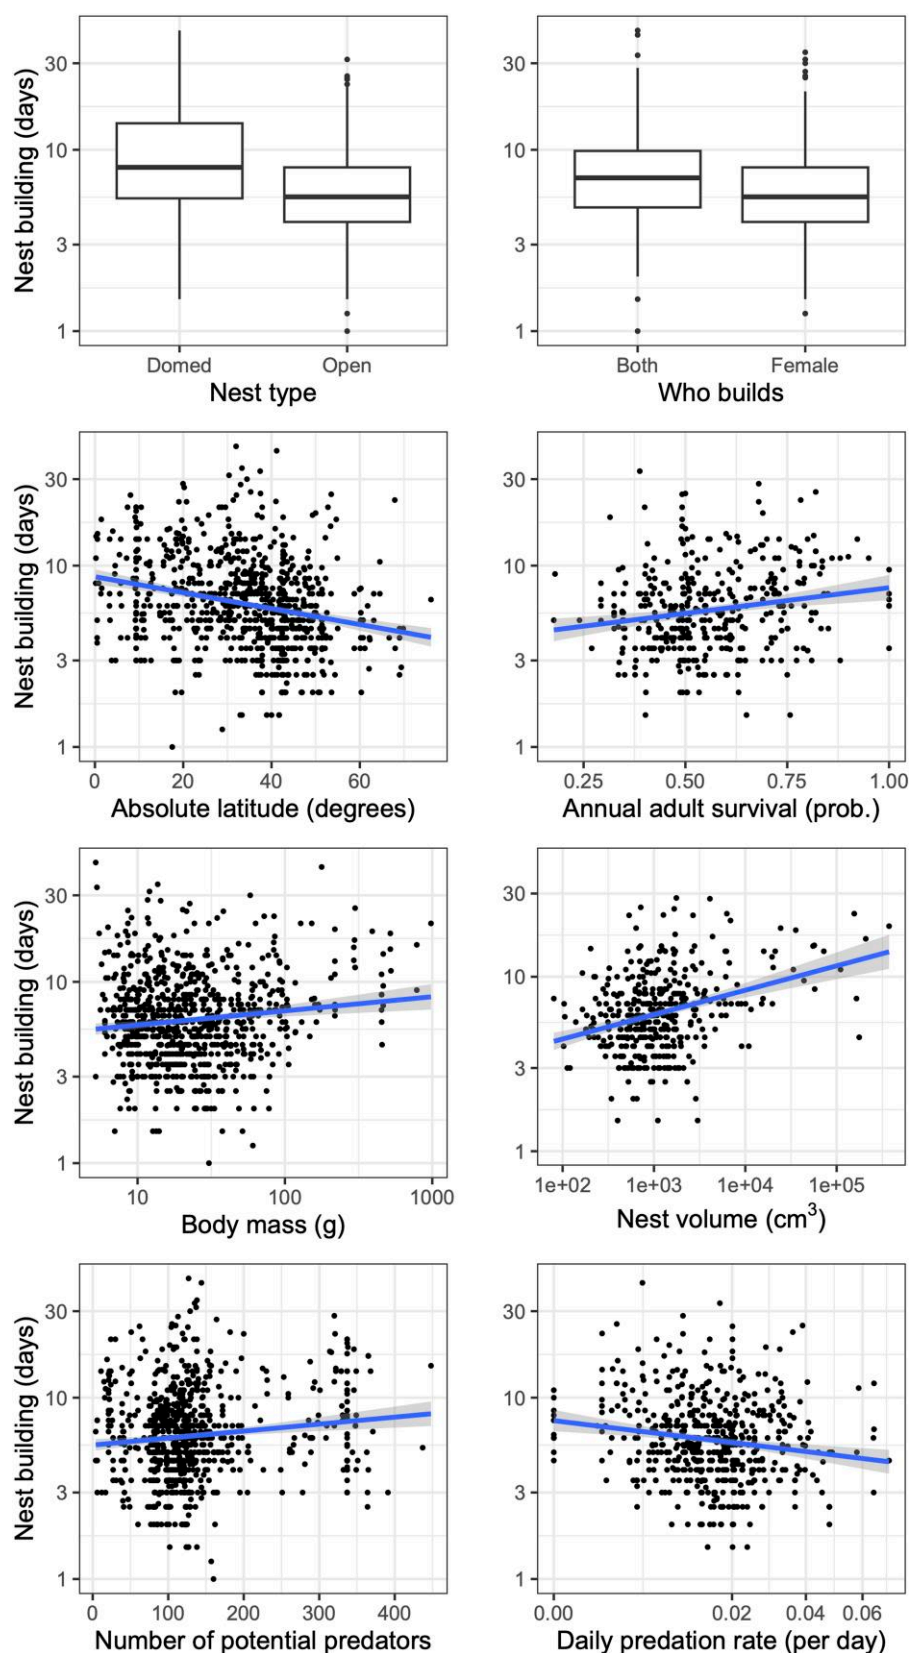 Nest building (days)
30
10
3
1
Domed Open
Nest type
30
10
3
1
Both Female
Who builds
Nest building (days)
30
10
3
1
0 20 40 60
Absolute latitude (degrees)
30
10
3
1
0.25 0.50 0.75 1.00
Annual adult survival (prob.)
Nest building (days)
30
10
3
1
10 100 1000
Body mass (g)
30
10
3
1
1e+02 1e+03 1e+04 1e+05
Nest volume (cm³)
Nest building (days)
30
10
3
1
0 100 200 300 400
Number of potential predators
30
10
3
1
0.00 0.02 0.04 0.06
Daily predation rate (per day)